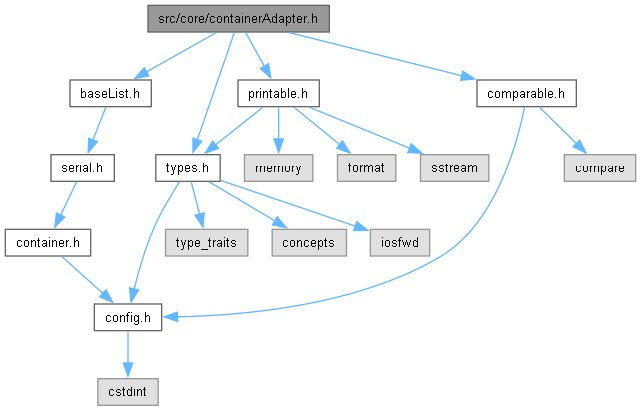 src/core/containerAdapter.h
baseList.h
printable.h
comparable.h
serial.h
types.h
memory
format
sstream
compare
container.h
type_traits
concepts
iosfwd
config.h
cstdint